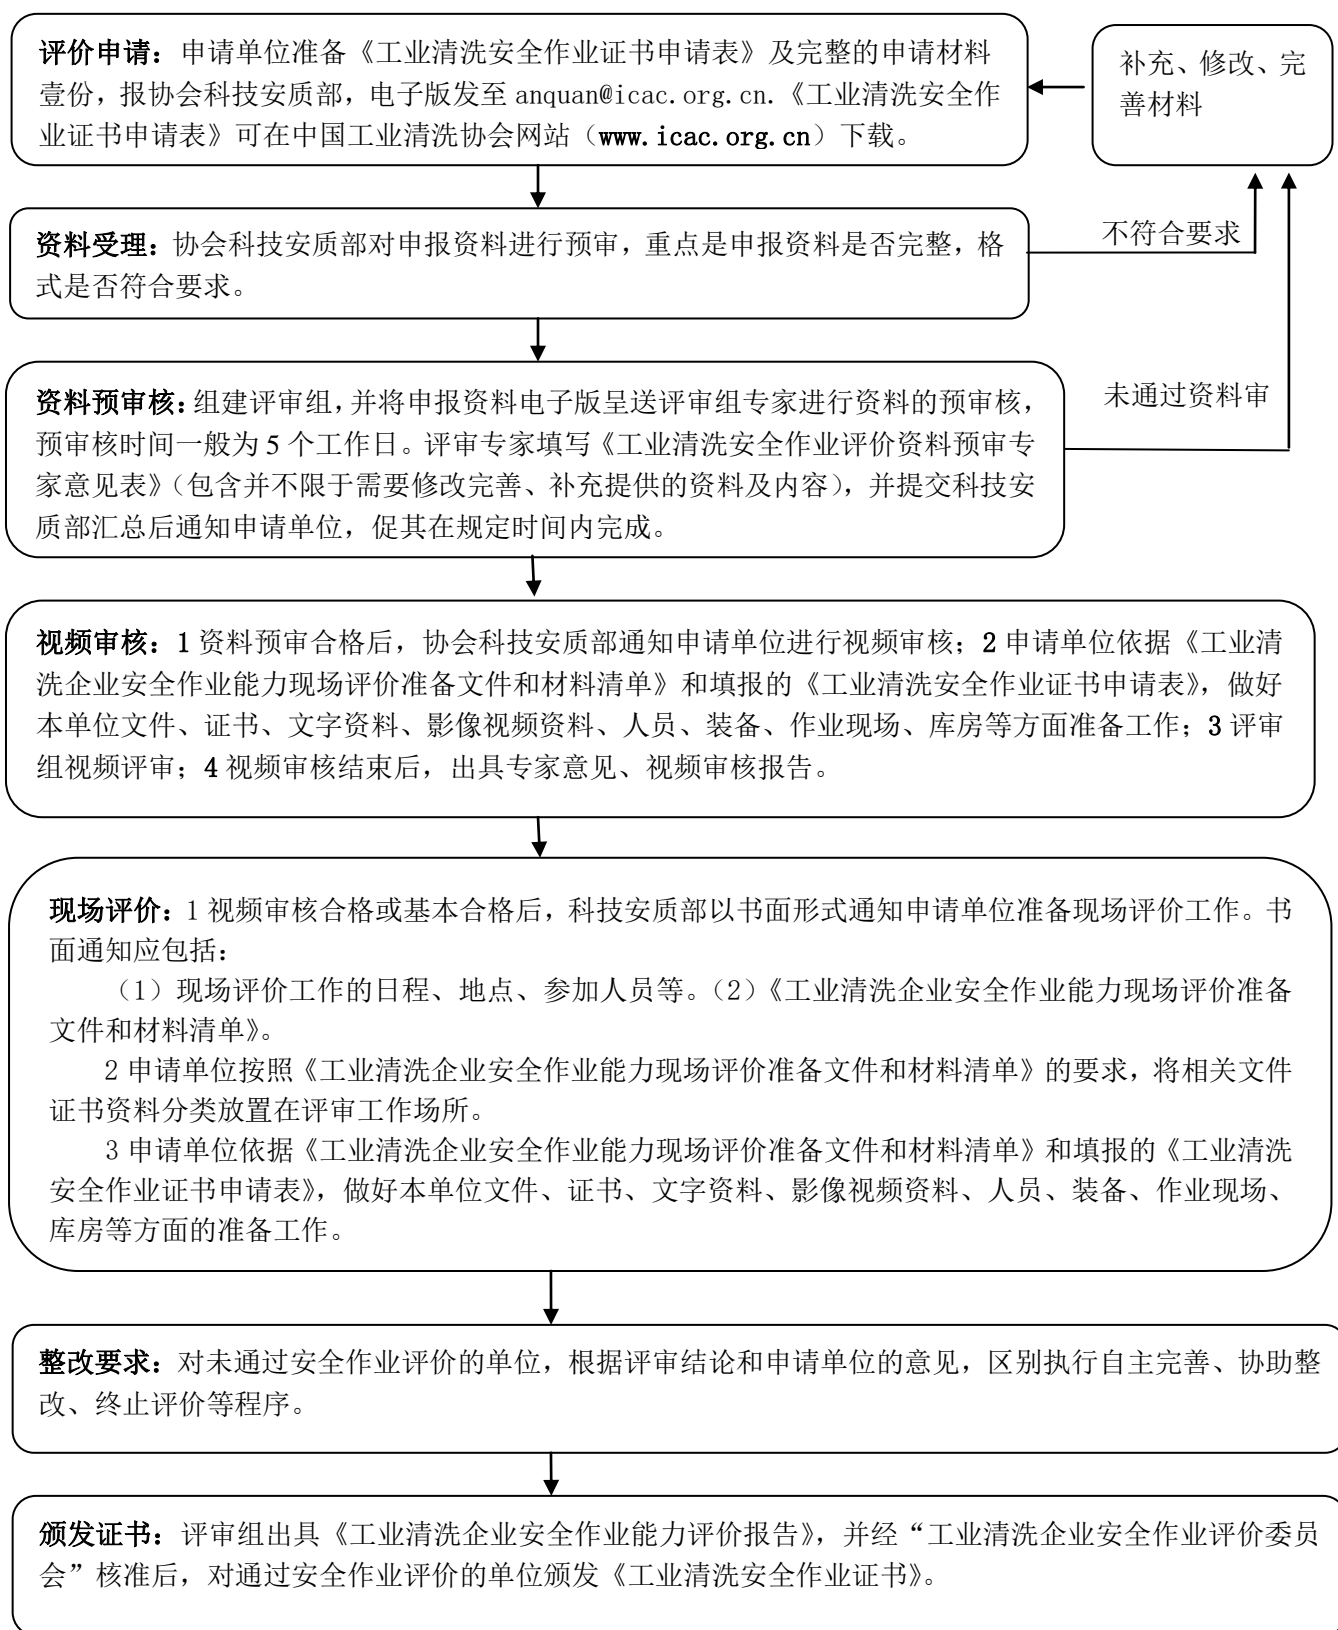 评价申请：申请单位准备《工业清洗安全作业证书申请表》及完整的申请材料
壹份，报协会科技安质部，电子版发至 anquan@icac.org.cn.《工业清洗安全作
业证书申请表》可在中国工业清洗协会网站（www.icac.org.cn）下载。
补充、修改、完
善材料
资料受理：协会科技安质部对申报资料进行预审，重点是申报资料是否完整，格
式是否符合要求。
不符合要求
资料预审核：组建评审组，并将申报资料电子版呈送评审组专家进行资料的预审核，
预审核时间一般为 5 个工作日。评审专家填写《工业清洗安全作业评价资料预审专
家意见表》（包含并不限于需要修改完善、补充提供的资料及内容），并提交科技安
质部汇总后通知申请单位，促其在规定时间内完成。
未通过资料审
视频审核：1 资料预审合格后，协会科技安质部通知申请单位进行视频审核；2 申请单位依据《工业清
洗企业安全作业能力现场评价准备文件和材料清单》和填报的《工业清洗安全作业证书申请表》，做好
本单位文件、证书、文字资料、影像视频资料、人员、装备、作业现场、库房等方面准备工作；3 评审
组视频评审；4 视频审核结束后，出具专家意见、视频审核报告。
现场评价：1 视频审核合格或基本合格后，科技安质部以书面形式通知申请单位准备现场评价工作。书
面通知应包括：
（1）现场评价工作的日程、地点、参加人员等。（2）《工业清洗企业安全作业能力现场评价准备
文件和材料清单》。
2 申请单位按照《工业清洗企业安全作业能力现场评价准备文件和材料清单》的要求，将相关文件
证书资料分类放置在评审工作场所。
3 申请单位依据《工业清洗企业安全作业能力现场评价准备文件和材料清单》和填报的《工业清洗
安全作业证书申请表》，做好本单位文件、证书、文字资料、影像视频资料、人员、装备、作业现场、
库房等方面的准备工作。
整改要求：对未通过安全作业评价的单位，根据评审结论和申请单位的意见，区别执行自主完善、协助整
改、终止评价等程序。
颁发证书：评审组出具《工业清洗企业安全作业能力评价报告》，并经“工业清洗企业安全作业评价委员
会”核准后，对通过安全作业评价的单位颁发《工业清洗安全作业证书》。